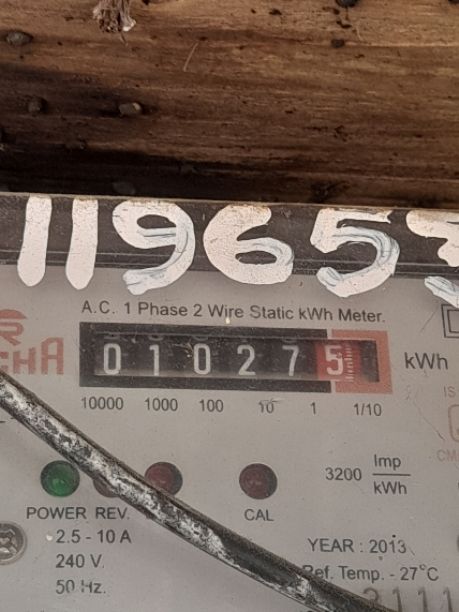 119658
A.C. 1 Phase 2 Wire Static kWh Meter.
010275 kWh
10000 1000 100 10 1 1/10
3200 Imp/kWh
POWER REV. CAL
2.5 - 10 A
240 V.
50 Hz.
YEAR : 2013
Ref. Temp. - 27°C